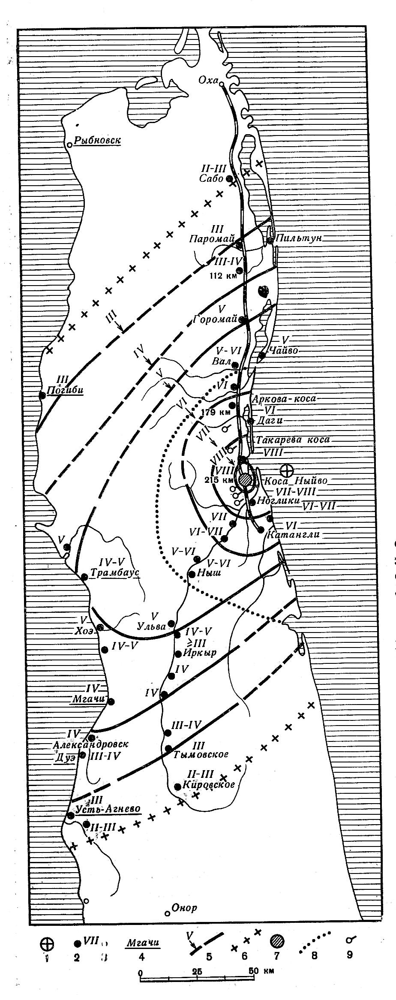 Оха
Рыбновск
II-III
Сабо
III
Паромай
Пильтун
III-IV
112 км
III
V
Горомай
IV
V
Чайво
V-VI
Вал
V
III
Погиби
VI
Аркова-коса
VI
179 км
VI
Даги
VII
Такарева коса
VIII
VIII
VIII
215 км
Коса Ныйво
VII-VIII
Ноглики
VI-VII
VII
VI
Катангли
VI-VII
V
V-VI
IV-V
Трамбаус
V-VI
Ныш
V
Хоэ
V
Ульва
IV-V
IV-V
≥III
Иркыр
IV
IV
Мгачи
IV
III-IV
IV
Александровск
Дуэ
III-IV
III
Тымовское
II-III
Кировское
III
Усть-Агнево
II-III
Онор
VII
Мгачи
V
1 2 3 4 5 6 7 8 9
0 25 50 км